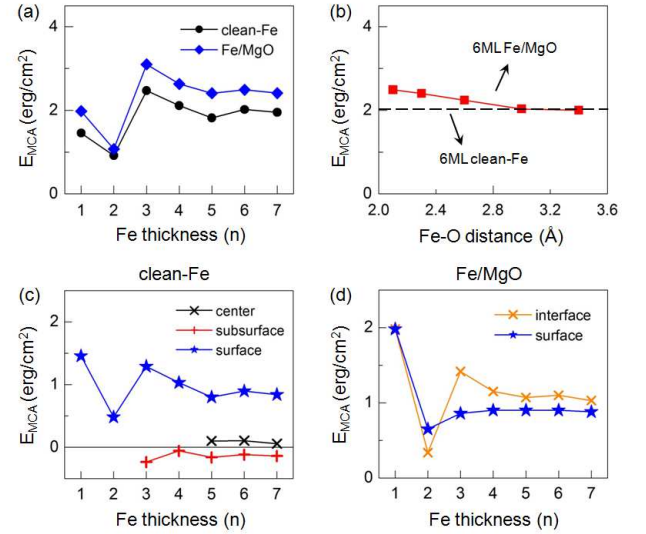 (a)
clean-Fe
Fe/MgO
E_MCA (erg/cm²)
4
2
0
1 2 3 4 5 6 7
Fe thickness (n)
(b)
6ML Fe/MgO
6ML clean-Fe
E_MCA (erg/cm²)
4
2
0
2.0 2.4 2.8 3.2 3.6
Fe-O distance (Å)
clean-Fe
(c)
center
subsurface
surface
E_MCA (erg/cm²)
2
1
0
1 2 3 4 5 6 7
Fe thickness (n)
Fe/MgO
(d)
interface
surface
E_MCA (erg/cm²)
2
1
0
1 2 3 4 5 6 7
Fe thickness (n)